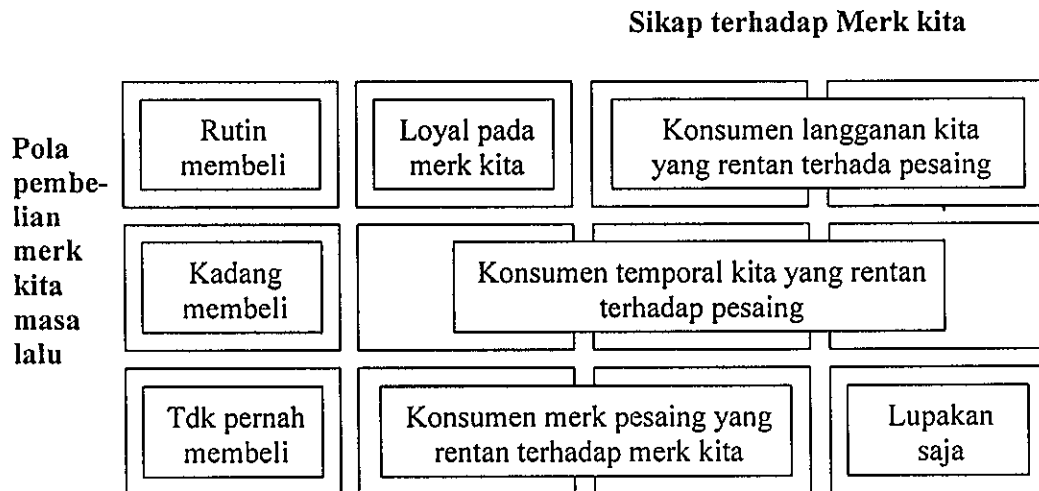 Sikap terhadap Merk kita
Pola
pembe-
lian
merk
kita
masa
lalu
Rutin
membeli
Loyal pada
merk kita
Konsumen langganan kita
yang rentan terhada pesaing
Kadang
membeli
Konsumen temporal kita yang rentan
terhadap pesaing
Tdk pernah
membeli
Konsumen merk pesaing yang
rentan terhadap merk kita
Lupakan
saja